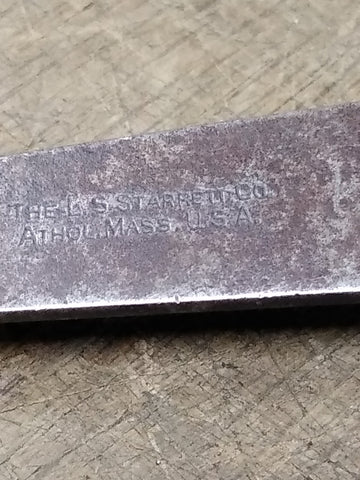 THE L.S. STARRETT CO.
ATHOL, MASS. U.S.A.